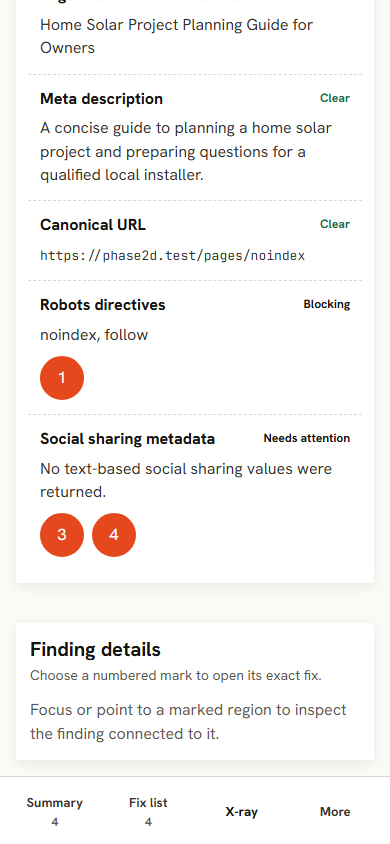 Home Solar Project Planning Guide for
Owners
Meta description
Clear
A concise guide to planning a home solar
project and preparing questions for a
qualified local installer.
Canonical URL
Clear
https://phase2d.test/pages/noindex
Robots directives
Blocking
noindex, follow
1
Social sharing metadata
Needs attention
No text-based social sharing values were
returned.
3
4
Finding details
Choose a numbered mark to open its exact fix.
Focus or point to a marked region to inspect
the finding connected to it.
Summary
4
Fix list
4
X-ray
More